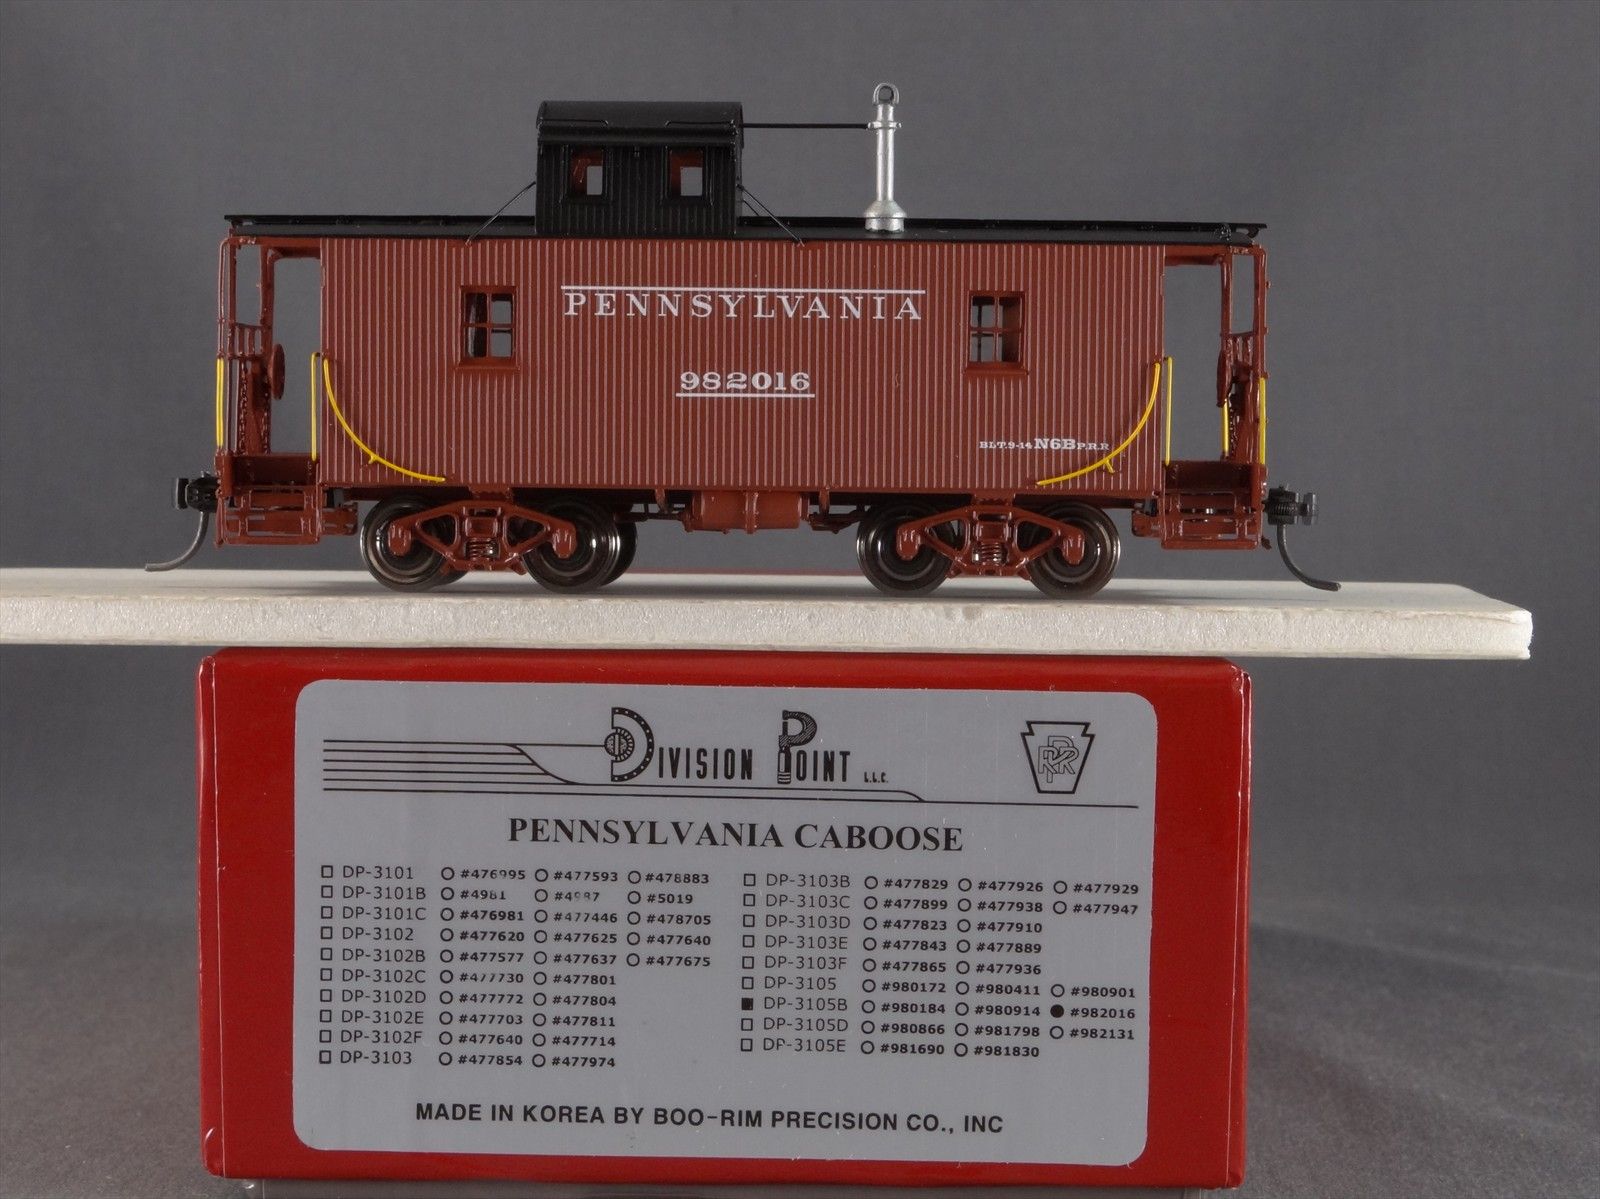 PENNSYLVANIA
982016
BLT.9-14 N6B P.R.R
DIVISION POINT L.L.C.
PRR
PENNSYLVANIA CABOOSE
DP-3101 #476995 #477593 #478883
DP-3101B #4981 #4987 #5019
DP-3101C #476981 #477446 #478705
DP-3102 #477620 #477625 #477640
DP-3102B #477577 #477637 #477675
DP-3102C #477730 #477801
DP-3102D #477772 #477804
DP-3102E #477703 #477811
DP-3102F #477640 #477714
DP-3103 #477854 #477974
DP-3103B #477829 #477926 #477929
DP-3103C #477899 #477938 #477947
DP-3103D #477823 #477910
DP-3103E #477843 #477889
DP-3103F #477865 #477936
DP-3105 #980172 #980411 #980901
DP-3105B #980184 #980914 #982016
DP-3105D #980866 #981798 #982131
DP-3105E #981690 #981830
MADE IN KOREA BY BOO-RIM PRECISION CO., INC